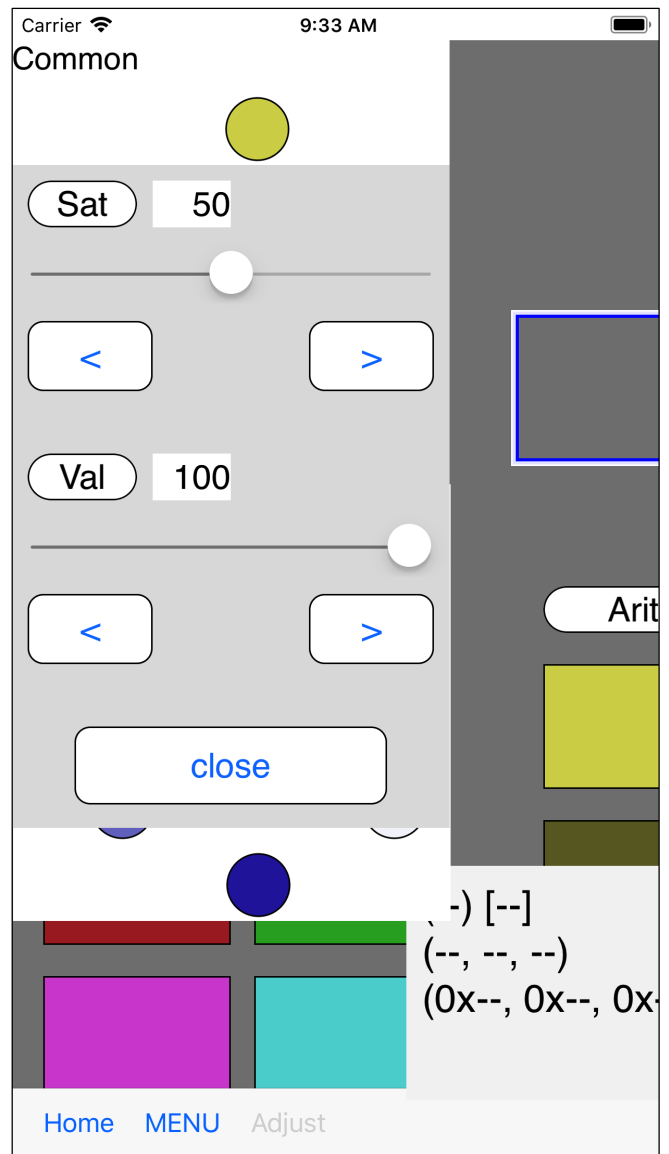 Carrier 9:33 AM
Common
Sat 50
< >
Val 100
< >
Arit
close
-) [--]
(--, --, --)
(0x--, 0x--, 0x-
Home MENU Adjust